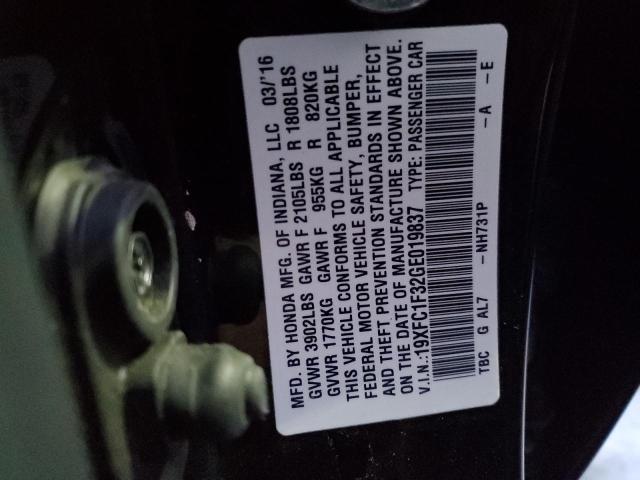 MFD. BY HONDA MFG. OF INDIANA, LLC 03/'16
GVWR 3902LBS GAWR F 2105LBS R 1808LBS
GVWR 1770KG GAWR F 955KG R 820KG
THIS VEHICLE CONFORMS TO ALL APPLICABLE
FEDERAL MOTOR VEHICLE SAFETY, BUMPER,
AND THEFT PREVENTION STANDARDS IN EFFECT
ON THE DATE OF MANUFACTURE SHOWN ABOVE.
V.I.N.:19XFC1F32GE019837 TYPE: PASSENGER CAR
TBC G AL7 -NH731P -A -E